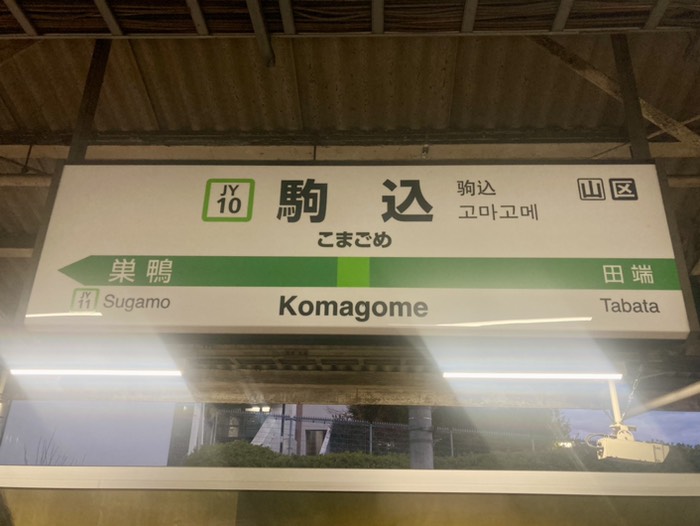 JY
10
駒込
駒込
고마고메
山 区
こまごめ
巣鴨
田端
JY
11
Sugamo
Komagome
Tabata